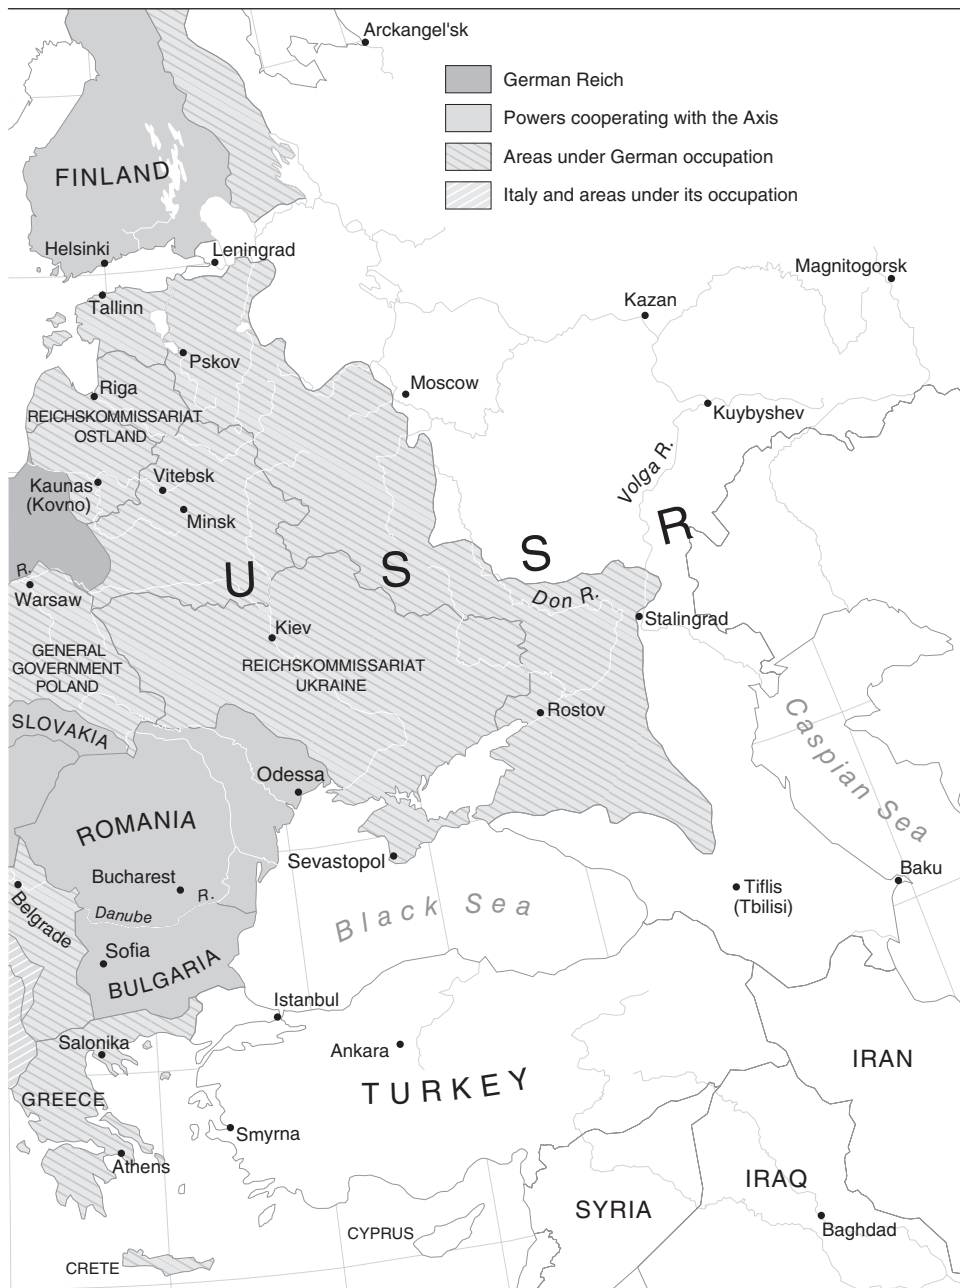 Arckangel'sk
German Reich
Powers cooperating with the Axis
Areas under German occupation
Italy and areas under its occupation
FINLAND
Helsinki
Leningrad
Tallinn
Magnitogorsk
Kazan
Pskov
Moscow
Riga
REICHSKOMMISSARIAT
OSTLAND
Kuybyshev
Volga R.
Kaunas
(Kovno)
Vitebsk
Minsk
U S S R
R.
Warsaw
Don R.
Stalingrad
Kiev
GENERAL
GOVERNMENT
POLAND
REICHSKOMMISSARIAT
UKRAINE
SLOVAKIA
Rostov
Caspian Sea
Odessa
ROMANIA
Sevastopol
Bucharest
Danube R.
Belgrade
Black Sea
Tiflis
(Tbilisi)
Baku
Sofia
BULGARIA
Istanbul
Salonika
Ankara
TURKEY
IRAN
GREECE
Smyrna
Athens
SYRIA
IRAQ
Baghdad
CYPRUS
CRETE